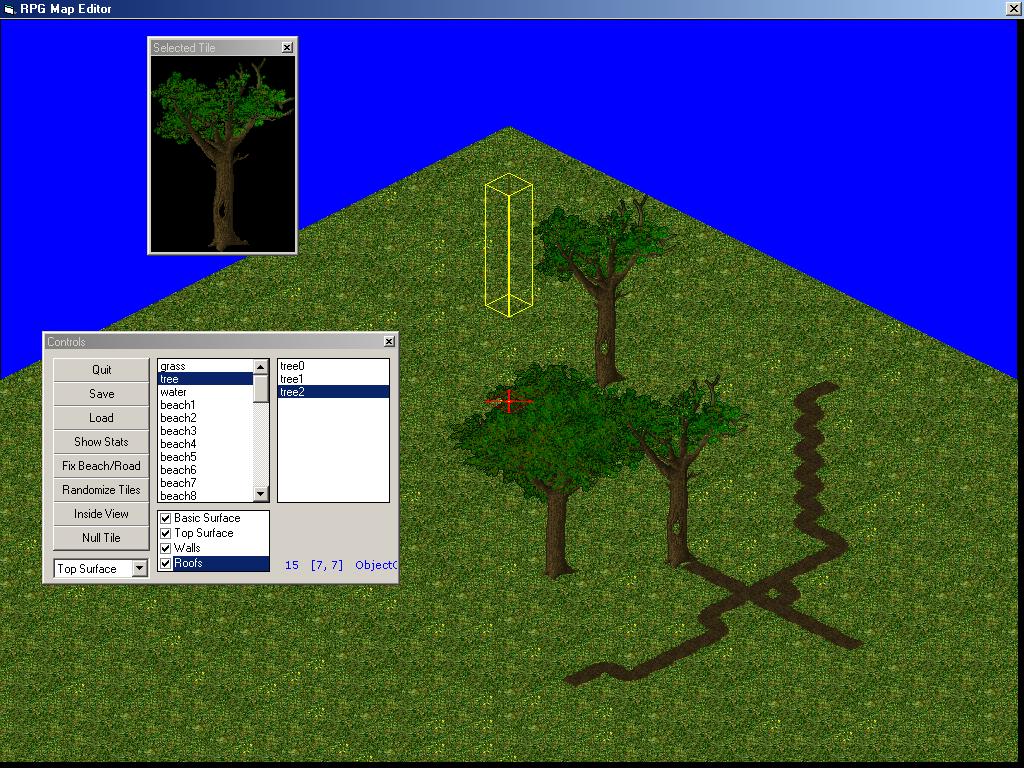 RPG Map Editor
Selected Tile
Controls
Quit
Save
Load
Show Stats
Fix Beach/Road
Randomize Tiles
Inside View
Null Tile
Top Surface
grass
tree
water
beach1
beach2
beach3
beach4
beach5
beach6
beach7
beach8
tree0
tree1
tree2
Basic Surface
Top Surface
Walls
Roofs
15 [7,7] Object